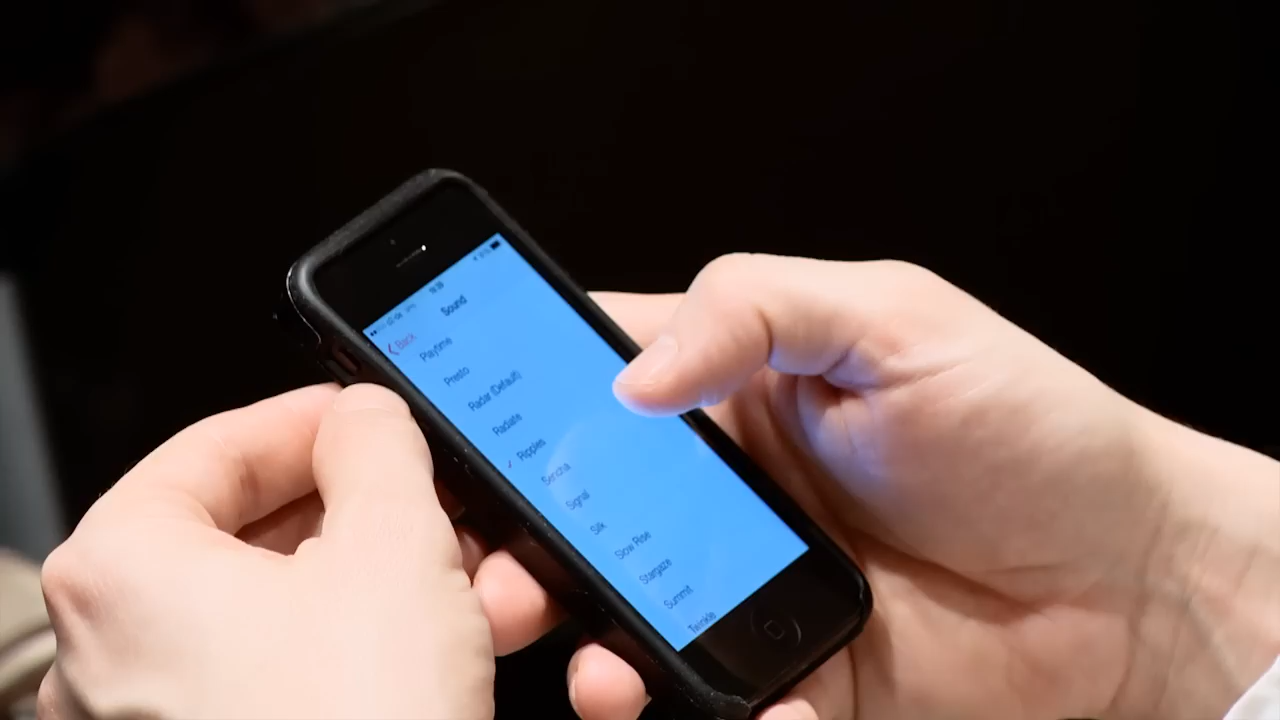 Sound
Back
Playtime
Presto
Radar (Default)
Radiate
Ripples
Sencha
Signal
Silk
Slow Rise
Stargaze
Summit
Twinkle